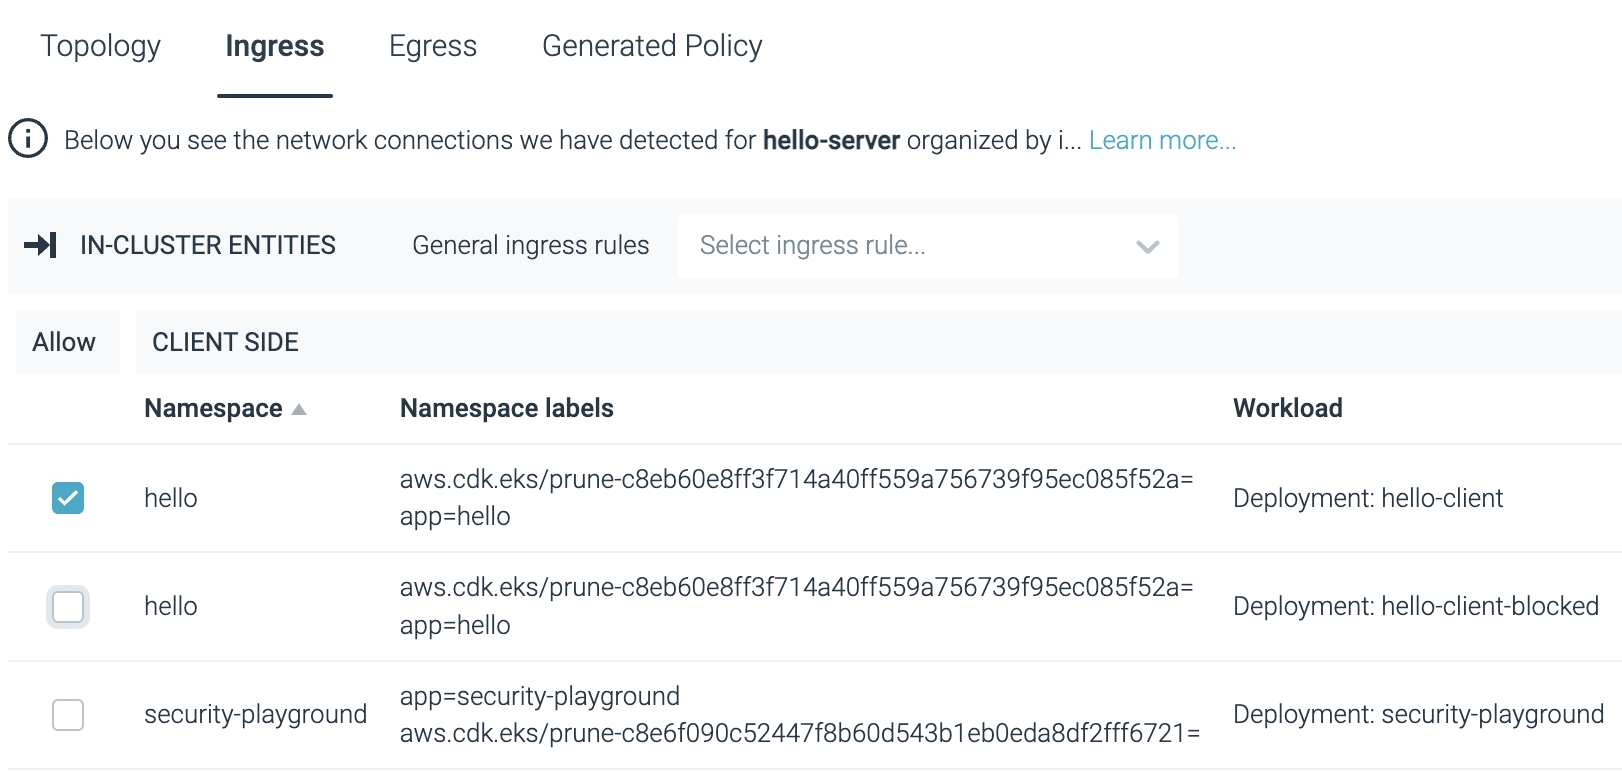 Topology Ingress Egress Generated Policy
Below you see the network connections we have detected for hello-server organized by i... Learn more...
IN-CLUSTER ENTITIES General ingress rules Select ingress rule...
Allow CLIENT SIDE
Namespace Namespace labels Workload
hello aws.cdk.eks/prune-c8eb60e8ff3f714a40ff559a756739f95ec085f52a= Deployment: hello-client
app=hello
hello aws.cdk.eks/prune-c8eb60e8ff3f714a40ff559a756739f95ec085f52a= Deployment: hello-client-blocked
app=hello
security-playground app=security-playground Deployment: security-playground
aws.cdk.eks/prune-c8e6f090c52447f8b60d543b1eb0eda8df2fff6721=